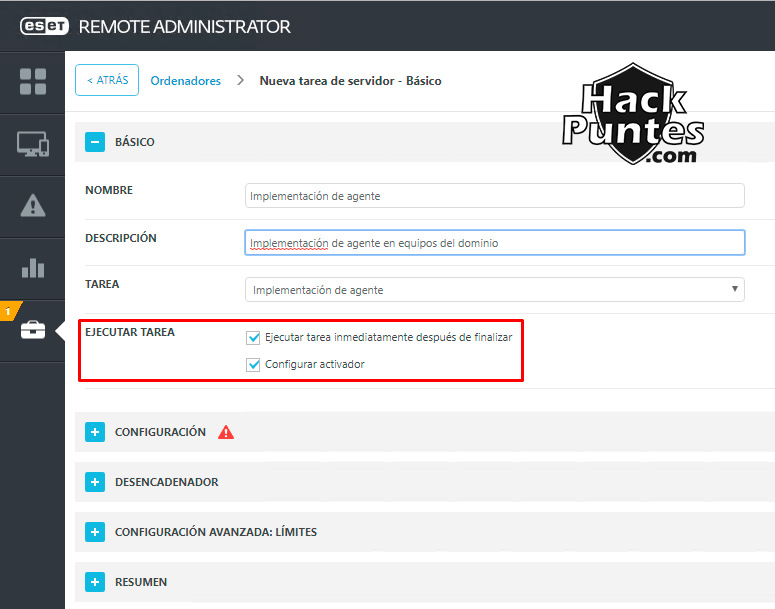 eset REMOTE ADMINISTRATOR
< ATRÁS Ordenadores > Nueva tarea de servidor - Básico
Hack
Puntes
.com
BÁSICO
NOMBRE Implementación de agente
DESCRIPCIÓN Implementación de agente en equipos del dominio
TAREA Implementación de agente
1
EJECUTAR TAREA Ejecutar tarea inmediatamente después de finalizar
Configurar activador
CONFIGURACIÓN
DESENCADENADOR
CONFIGURACIÓN AVANZADA: LÍMITES
RESUMEN